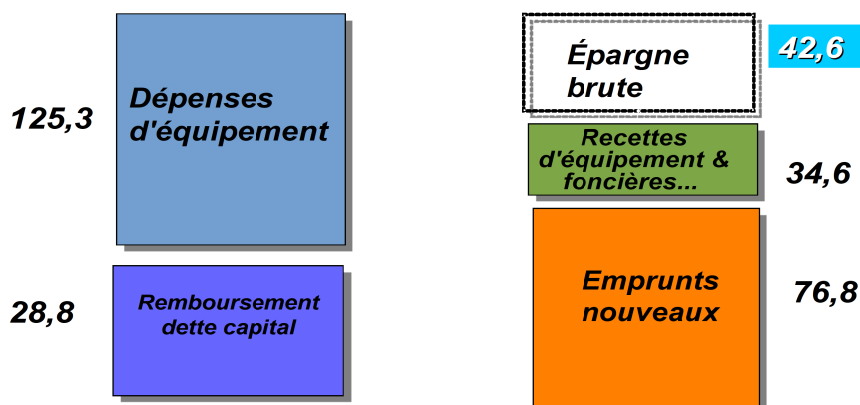 125,3
Dépenses
d'équipement
28,8
Remboursement
dette capital
Épargne
brute
42,6
Recettes
d'équipement &
foncières...
34,6
Emprunts
nouveaux
76,8